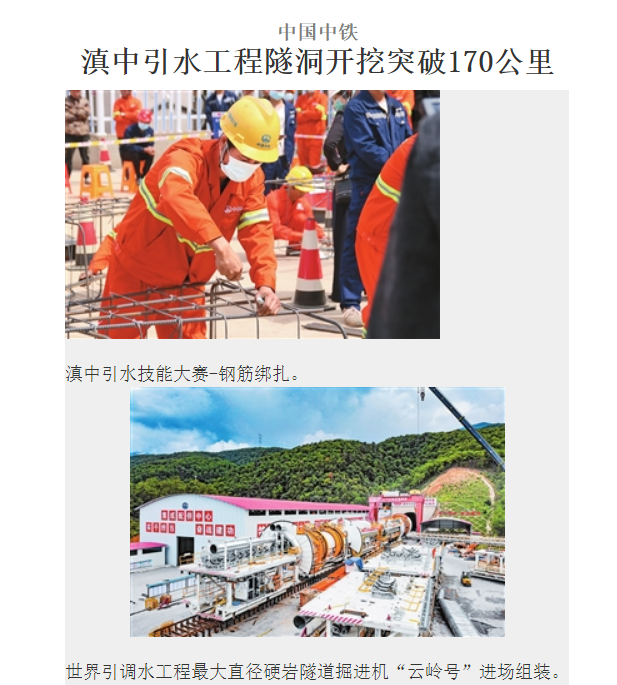 中国中铁
滇中引水工程隧洞开挖突破170公里
滇中引水技能大赛-钢筋绑扎。
世界引调水工程最大直径硬岩隧道掘进机“云岭号”进场组装。